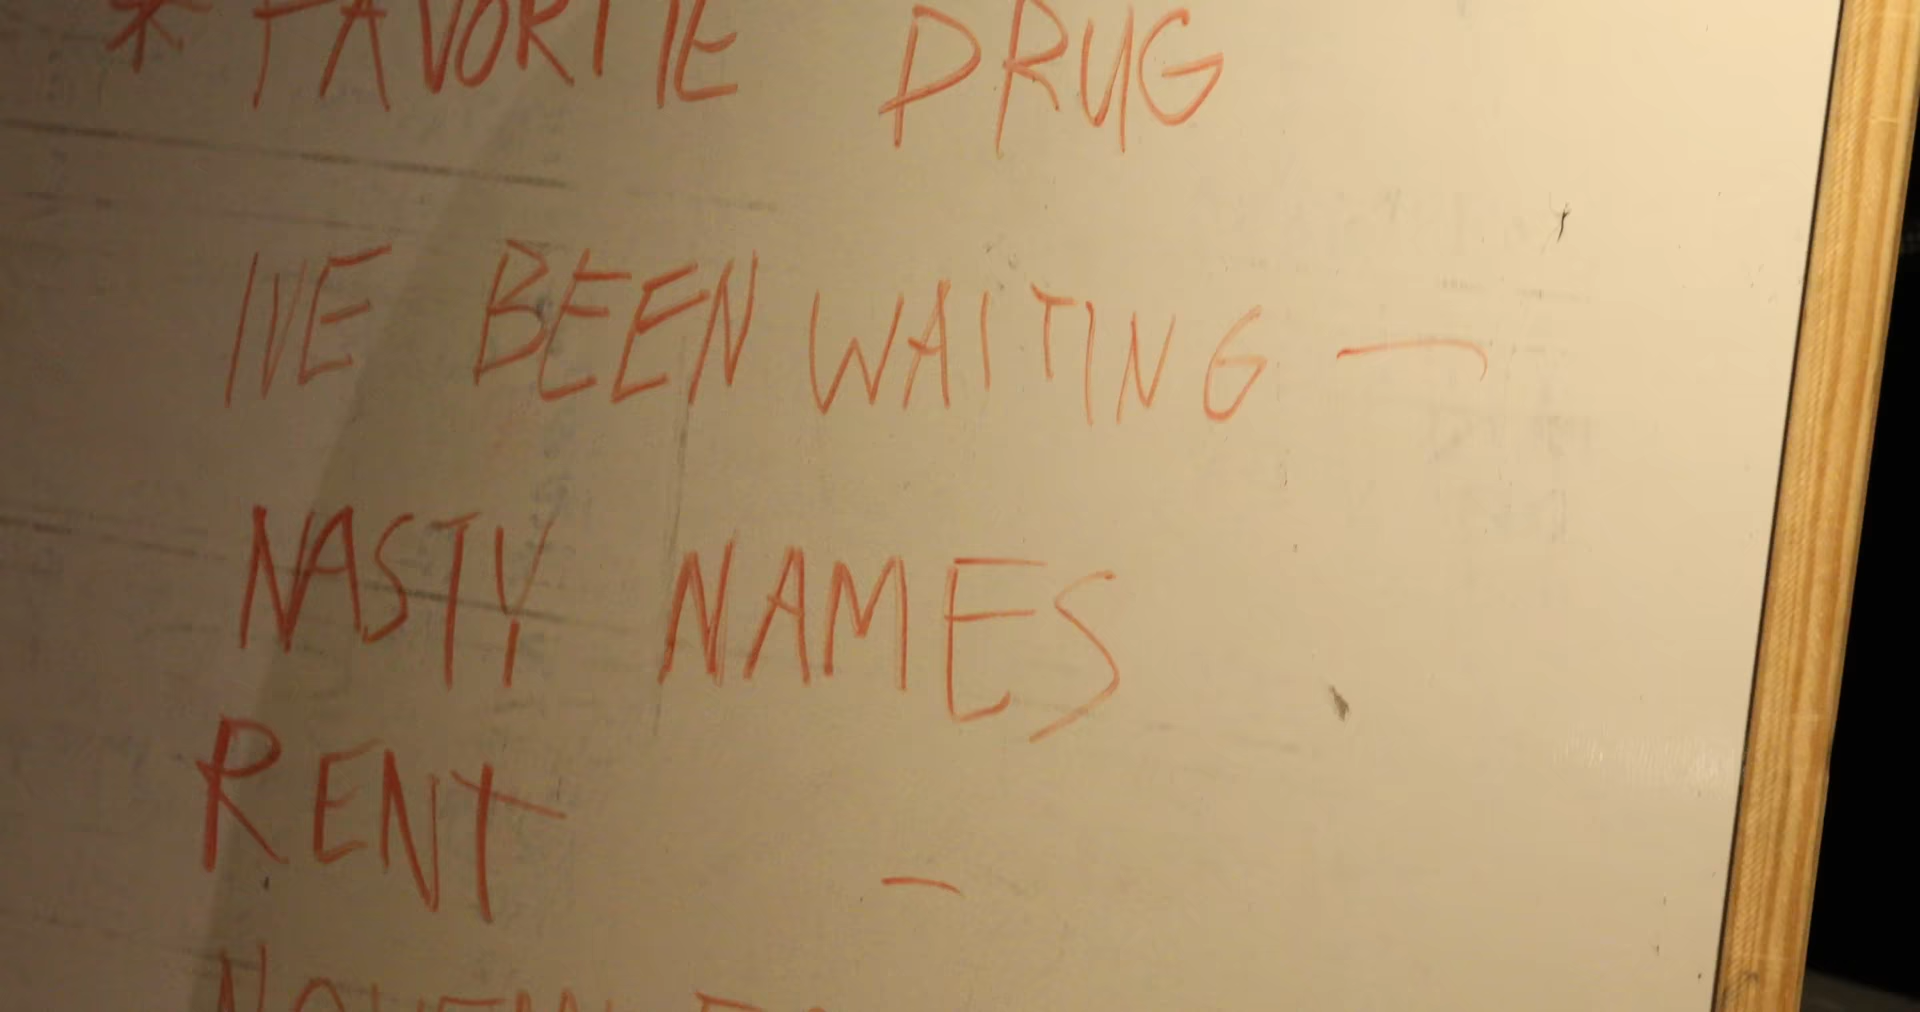 * FAVORITE DRUG
IVE BEEN WAITING —
NASTY NAMES
RENT —